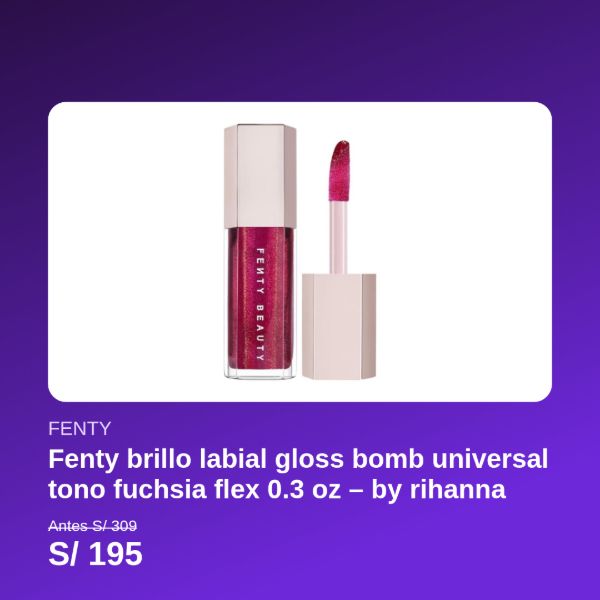 FENTY BEAUTY
FENTY
Fenty brillo labial gloss bomb universal
tono fuchsia flex 0.3 oz – by rihanna
Antes S/ 309
S/ 195